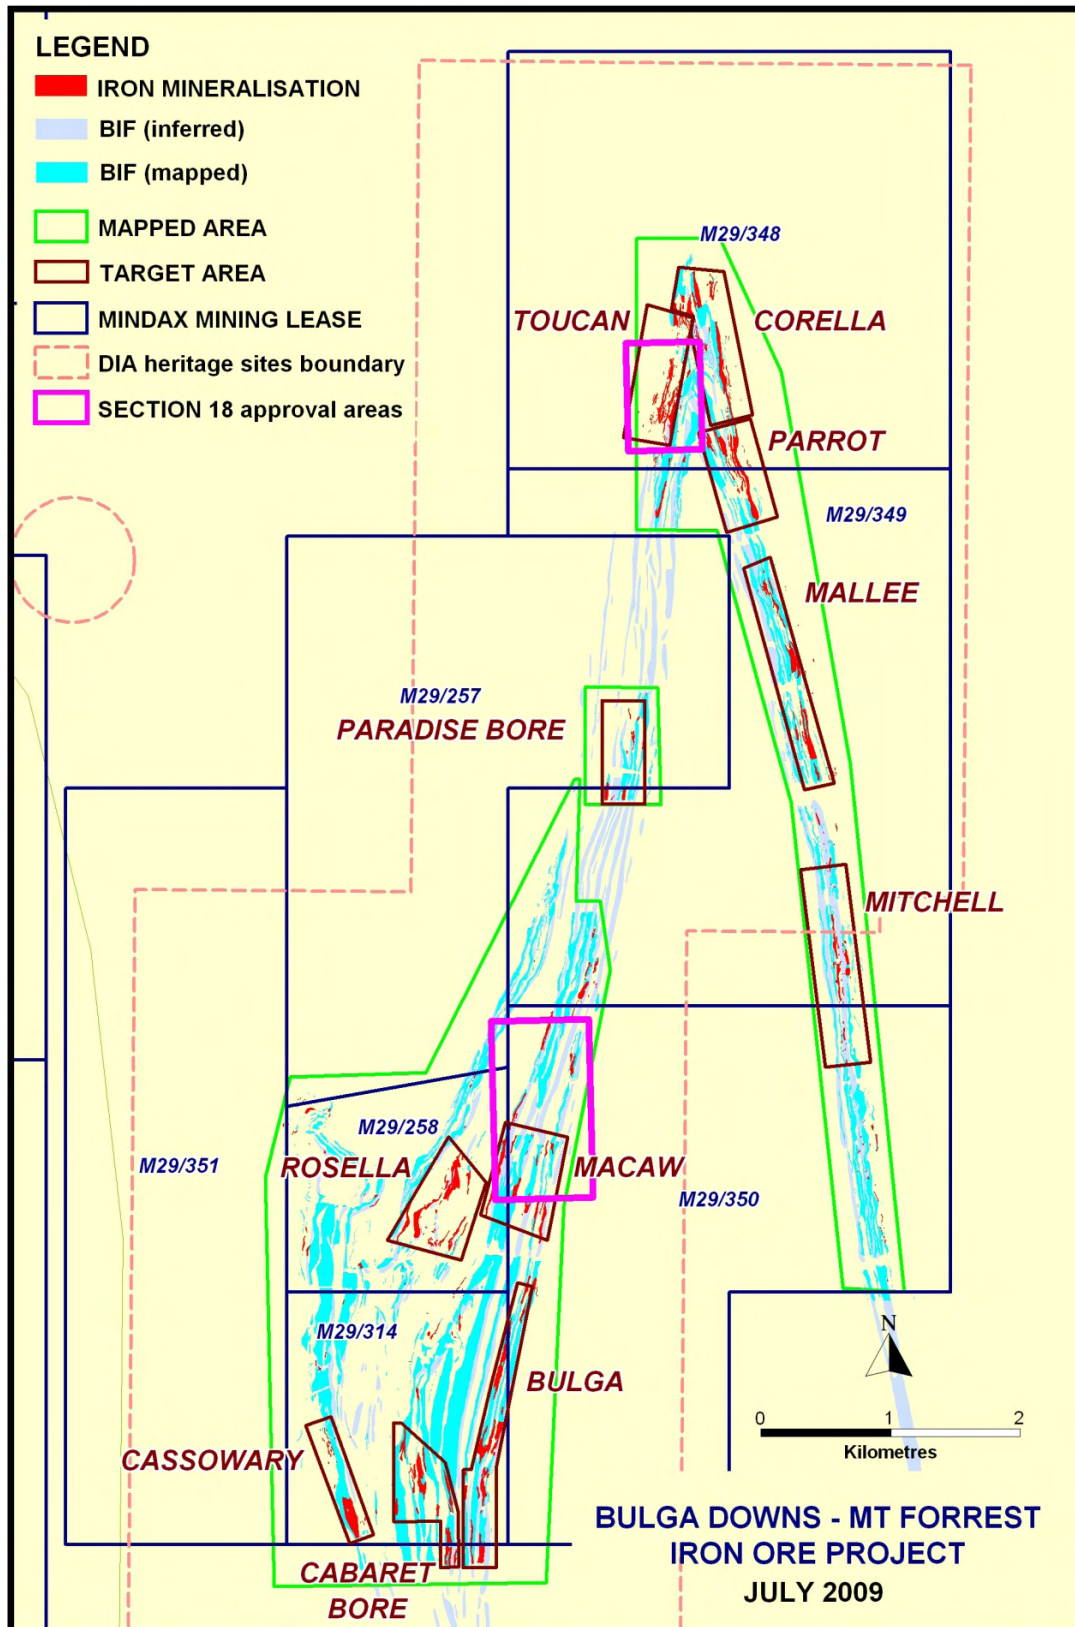 LEGEND
IRON MINERALISATION
BIF (inferred)
BIF (mapped)
MAPPED AREA
TARGET AREA
MINDAX MINING LEASE
DIA heritage sites boundary
SECTION 18 approval areas
M29/348
TOUCAN
CORELLA
PARROT
M29/349
MALLEE
M29/257
PARADISE BORE
MITCHELL
M29/258
M29/351
ROSELLA
MACAW
M29/350
M29/314
BULGA
N
0 1 2
Kilometres
CASSOWARY
CABARET
BORE
BULGA DOWNS - MT FORREST
IRON ORE PROJECT
JULY 2009